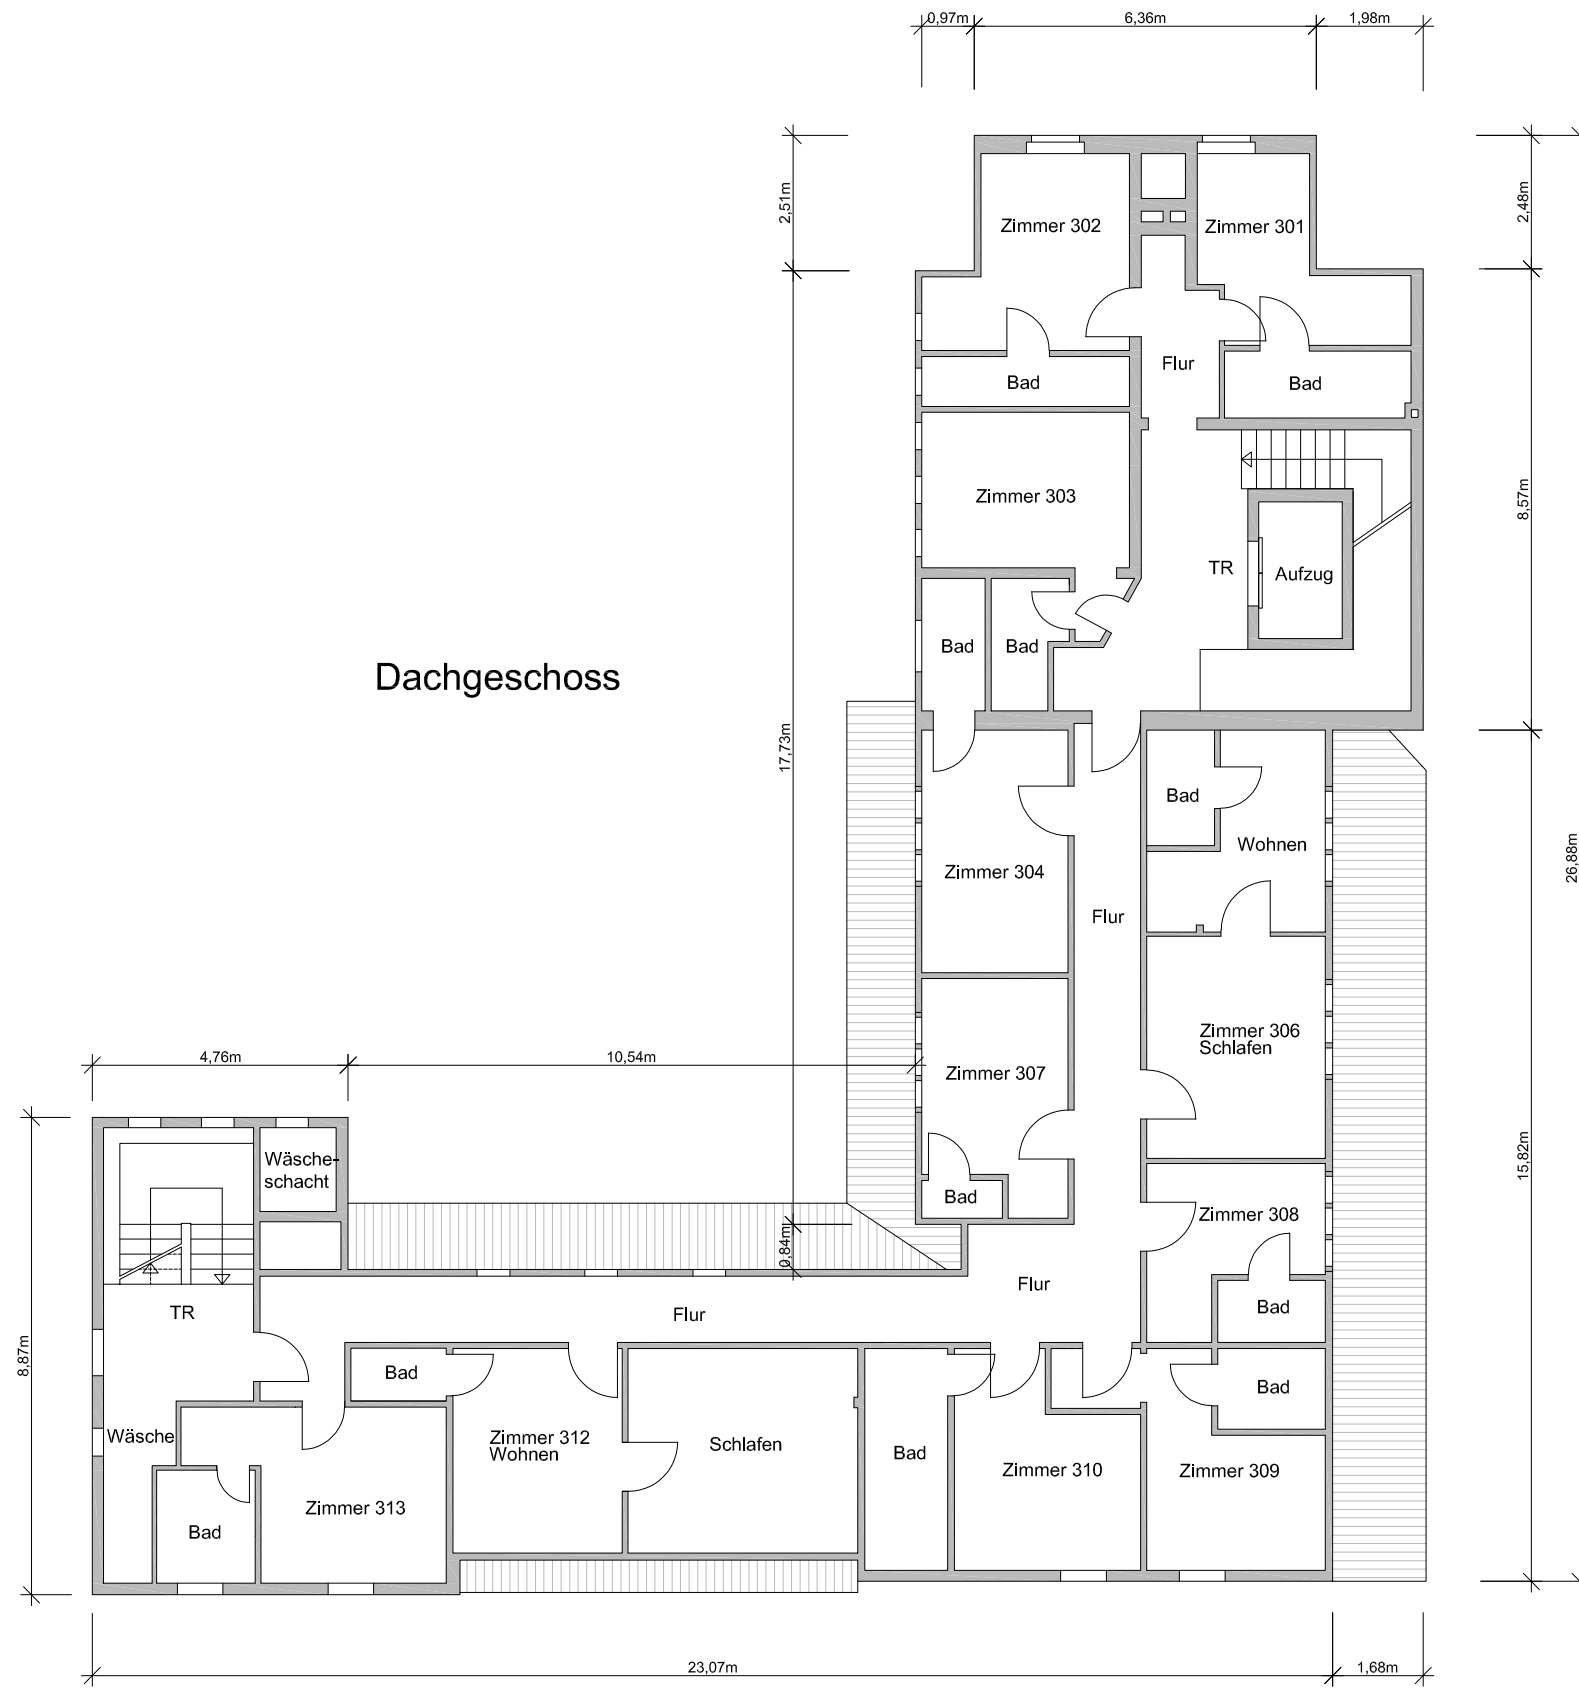 0,97m
6,36m
1,98m
2,51m
2,48m
Zimmer 302
Zimmer 301
Flur
Bad
Bad
Zimmer 303
8,57m
TR
Aufzug
Bad
Bad
Dachgeschoss
17,73m
Bad
Wohnen
26,88m
Zimmer 304
Flur
Zimmer 306
Schlafen
4,76m
10,54m
Zimmer 307
15,82m
Wäsche-
schacht
Bad
Zimmer 308
0,84m
Flur
Bad
TR
Flur
8,87m
Bad
Bad
Wäsche
Zimmer 312
Wohnen
Schlafen
Bad
Zimmer 310
Zimmer 309
Zimmer 313
Bad
23,07m
1,68m